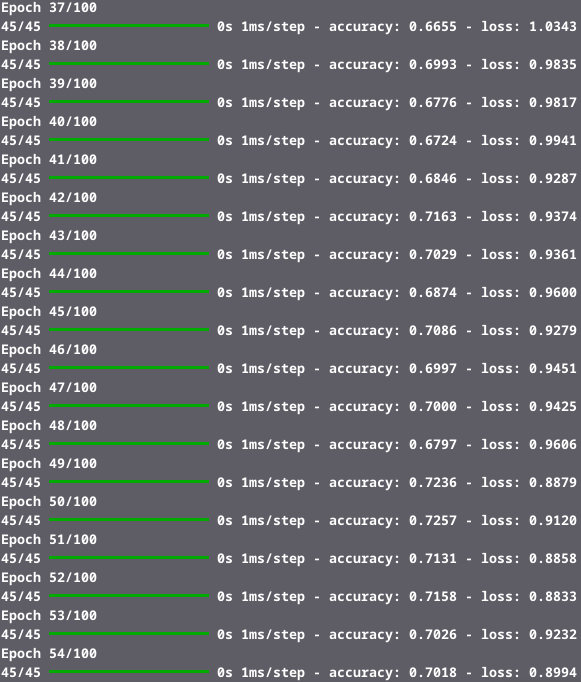 Epoch 37/100
45/45 0s 1ms/step - accuracy: 0.6655 - loss: 1.0343
Epoch 38/100
45/45 0s 1ms/step - accuracy: 0.6993 - loss: 0.9835
Epoch 39/100
45/45 0s 1ms/step - accuracy: 0.6776 - loss: 0.9817
Epoch 40/100
45/45 0s 1ms/step - accuracy: 0.6724 - loss: 0.9941
Epoch 41/100
45/45 0s 1ms/step - accuracy: 0.6846 - loss: 0.9287
Epoch 42/100
45/45 0s 1ms/step - accuracy: 0.7163 - loss: 0.9374
Epoch 43/100
45/45 0s 1ms/step - accuracy: 0.7029 - loss: 0.9361
Epoch 44/100
45/45 0s 1ms/step - accuracy: 0.6874 - loss: 0.9600
Epoch 45/100
45/45 0s 1ms/step - accuracy: 0.7086 - loss: 0.9279
Epoch 46/100
45/45 0s 1ms/step - accuracy: 0.6997 - loss: 0.9451
Epoch 47/100
45/45 0s 1ms/step - accuracy: 0.7000 - loss: 0.9425
Epoch 48/100
45/45 0s 1ms/step - accuracy: 0.6797 - loss: 0.9606
Epoch 49/100
45/45 0s 1ms/step - accuracy: 0.7236 - loss: 0.8879
Epoch 50/100
45/45 0s 1ms/step - accuracy: 0.7257 - loss: 0.9120
Epoch 51/100
45/45 0s 1ms/step - accuracy: 0.7131 - loss: 0.8858
Epoch 52/100
45/45 0s 1ms/step - accuracy: 0.7158 - loss: 0.8833
Epoch 53/100
45/45 0s 1ms/step - accuracy: 0.7026 - loss: 0.9232
Epoch 54/100
45/45 0s 1ms/step - accuracy: 0.7018 - loss: 0.8994